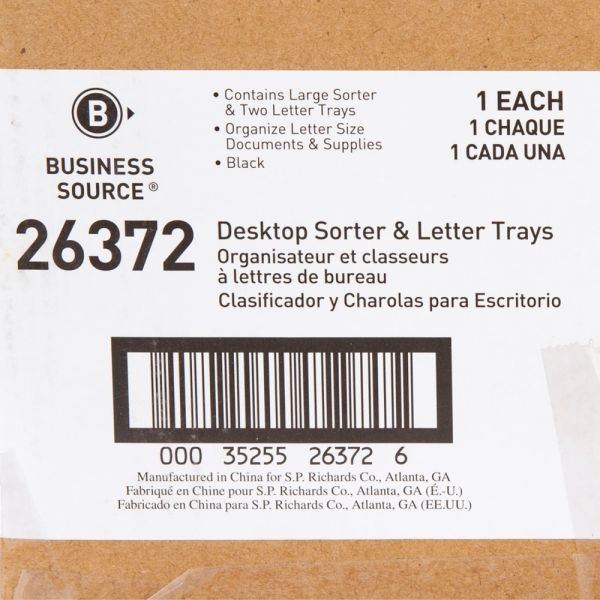 B
BUSINESS
SOURCE®
• Contains Large Sorter
& Two Letter Trays
• Organize Letter Size
Documents & Supplies
• Black
1 EACH
1 CHAQUE
1 CADA UNA
26372
Desktop Sorter & Letter Trays
Organisateur et classeurs
à lettres de bureau
Clasificador y Charolas para Escritorio
000 35255 26372 6
Manufactured in China for S.P. Richards Co., Atlanta, GA
Fabriqué en Chine pour S.P. Richards Co., Atlanta, GA (É.-U.)
Fabricado en China para S.P. Richards Co., Atlanta, GA (EE.UU.)